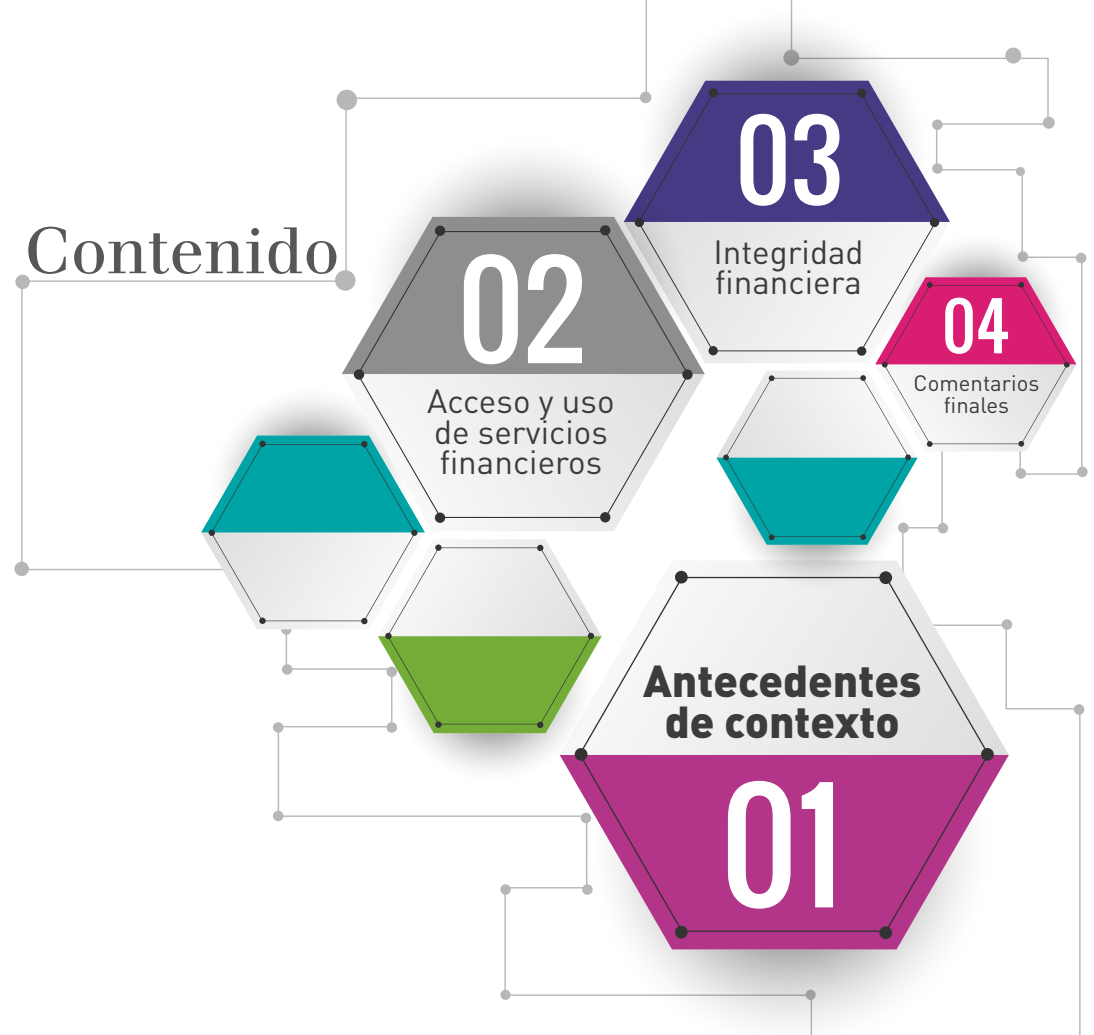 Contenido
03
Integridad
financiera
02
Acceso y uso
de servicios
financieros
04
Comentarios
finales
Antecedentes
de contexto
01